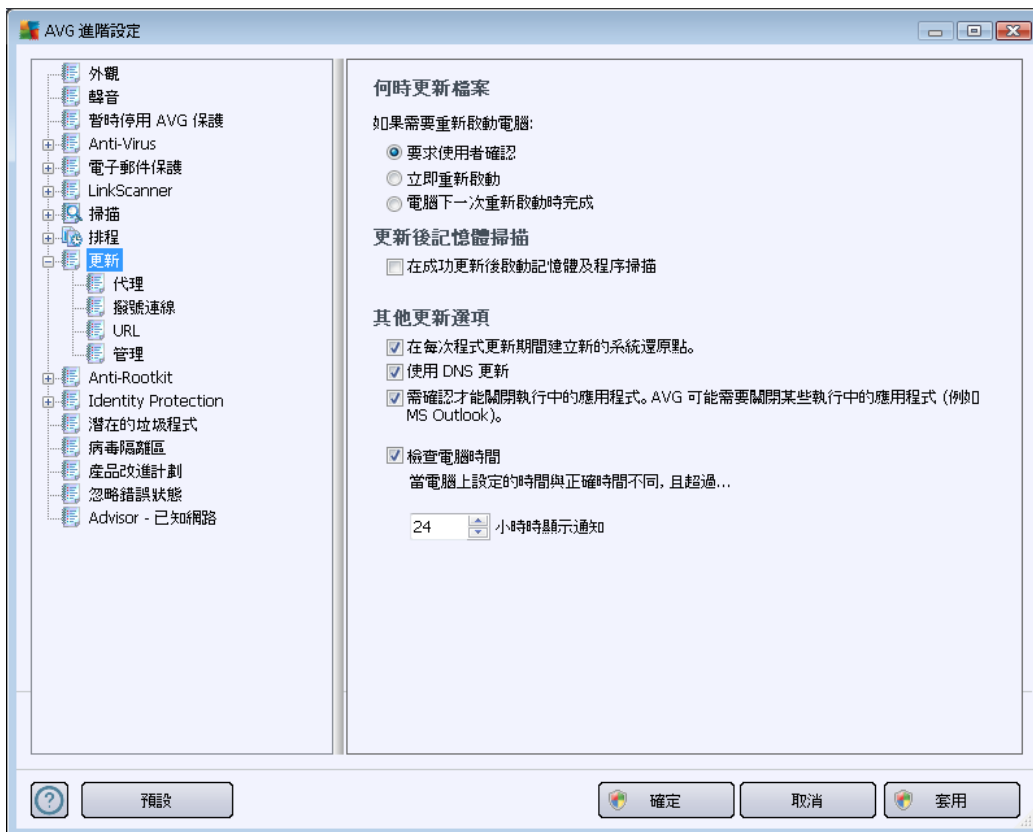 AVG 進階設定
外觀
聲音
暫時停用 AVG 保護
Anti-Virus
電子郵件保護
LinkScanner
掃描
排程
更新
代理
撥號連線
URL
管理
Anti-Rootkit
Identity Protection
潛在的垃圾程式
病毒隔離區
產品改進計劃
忽略錯誤狀態
Advisor - 已知網路
何時更新檔案
如果需要重新啟動電腦:
要求使用者確認
立即重新啟動
電腦下一次重新啟動時完成
更新後記憶體掃描
在成功更新後啟動記憶體及程序掃描
其他更新選項
在每次程式更新期間建立新的系統還原點。
使用 DNS 更新
需確認才能關閉執行中的應用程式。AVG 可能需要關閉某些執行中的應用程式 (例如
MS Outlook)。
檢查電腦時間
當電腦上設定的時間與正確時間不同, 且超過...
24 小時時顯示通知
預設
確定
取消
套用